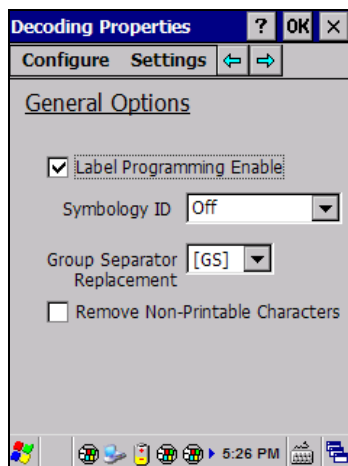 Decoding Properties ? OK ×
Configure Settings
General Options
Label Programming Enable
Symbology ID Off
Group Separator Replacement [GS]
Remove Non-Printable Characters
5:26 PM